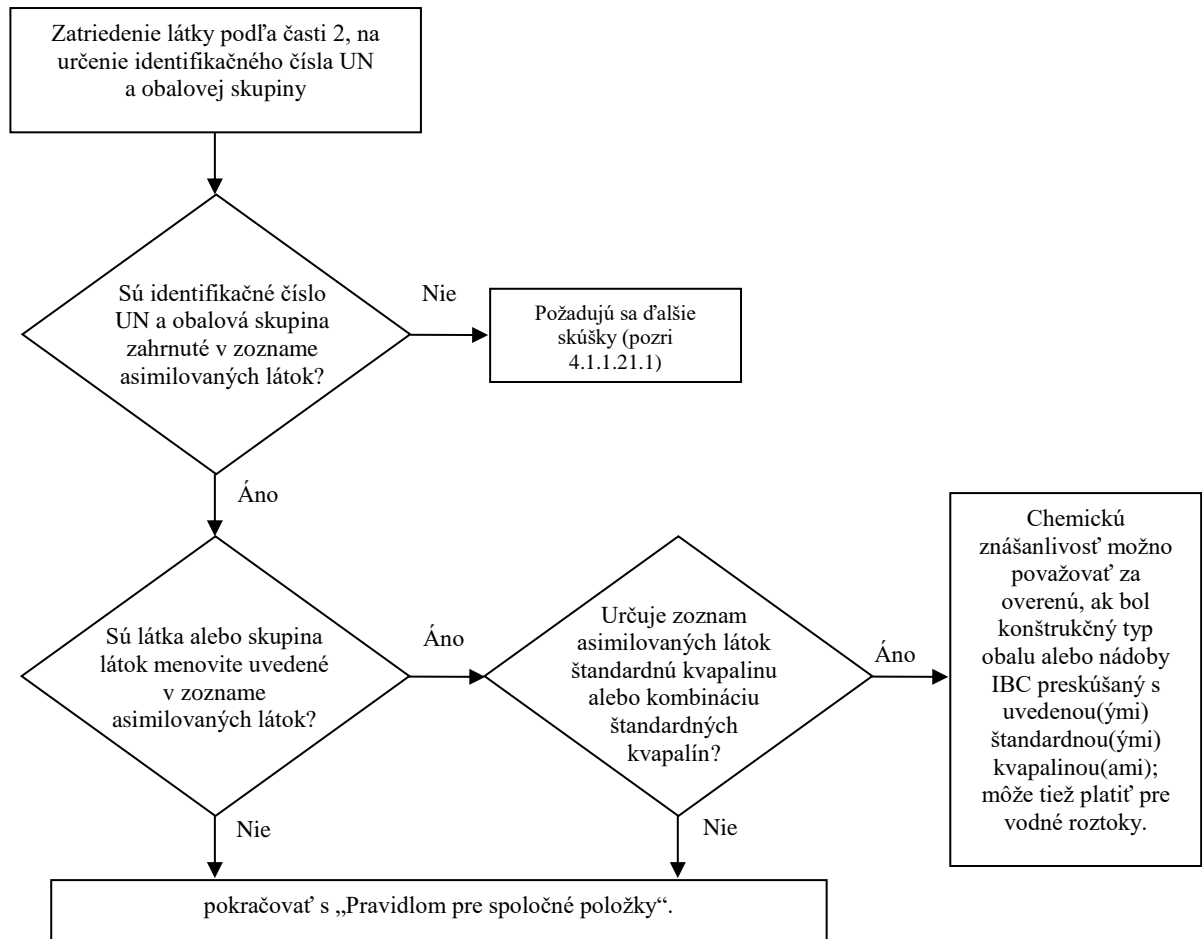 Zatriedenie látky podľa časti 2, na
určenie identifikačného čísla UN
a obalovej skupiny
Sú identifikačné číslo
UN a obalová skupina
zahrnuté v zozname
asimilovaných látok?
Nie
Požadujú sa ďalšie
skúšky (pozri
4.1.1.21.1)
Áno
Sú látka alebo skupina
látok menovite uvedené
v zozname
asimilovaných látok?
Áno
Určuje zoznam
asimilovaných látok
štandardnú kvapalinu
alebo kombináciu
štandardných
kvapalín?
Áno
Chemickú
znášanlivosť možno
považovať za
overenú, ak bol
konštrukčný typ
obalu alebo nádoby
IBC preskúšaný s
uvedenou(ými)
štandardnou(ými)
kvapalinou(ami);
môže tiež platiť pre
vodné roztoky.
Nie
Nie
pokračovať s „Pravidlom pre spoločné položky“.